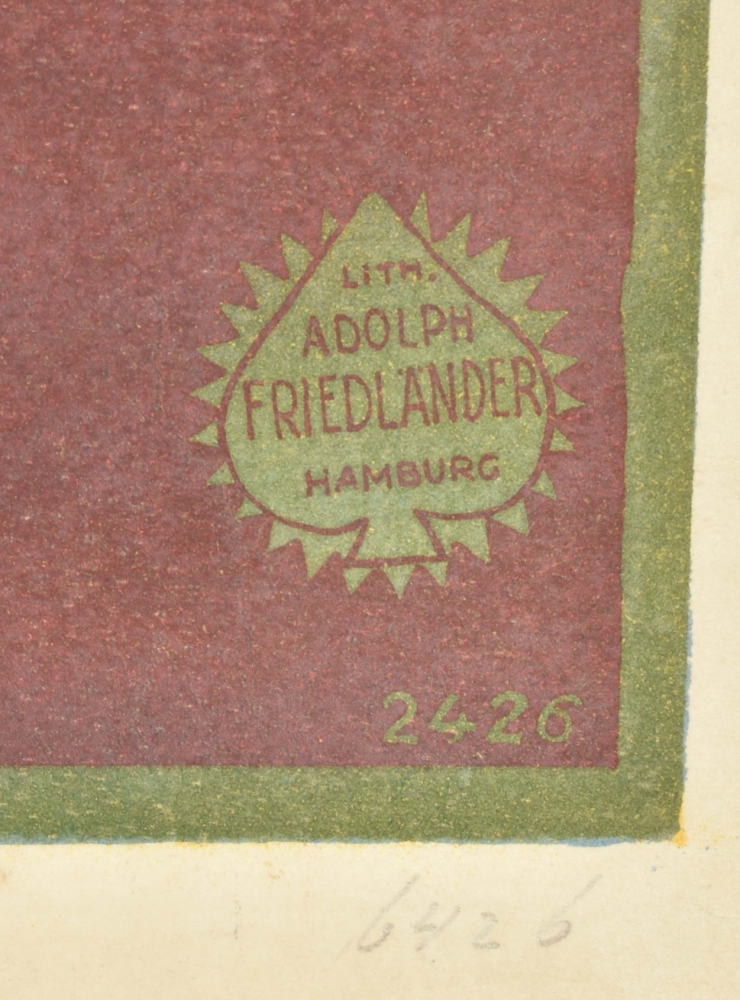 LITH.
ADOLPH
FRIEDLÄNDER
HAMBURG
2426
6426